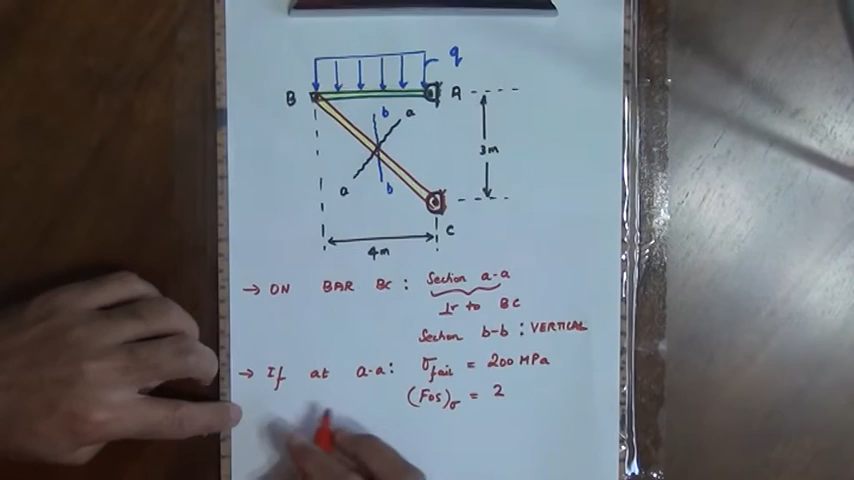 q
B
A
b
a
3m
a
b
C
4m
→ ON BAR BC : Section a-a
⊥r to BC
Section b-b : VERTICAL
→ If at a-a : σfail = 200 MPa
(FOS)σ = 2